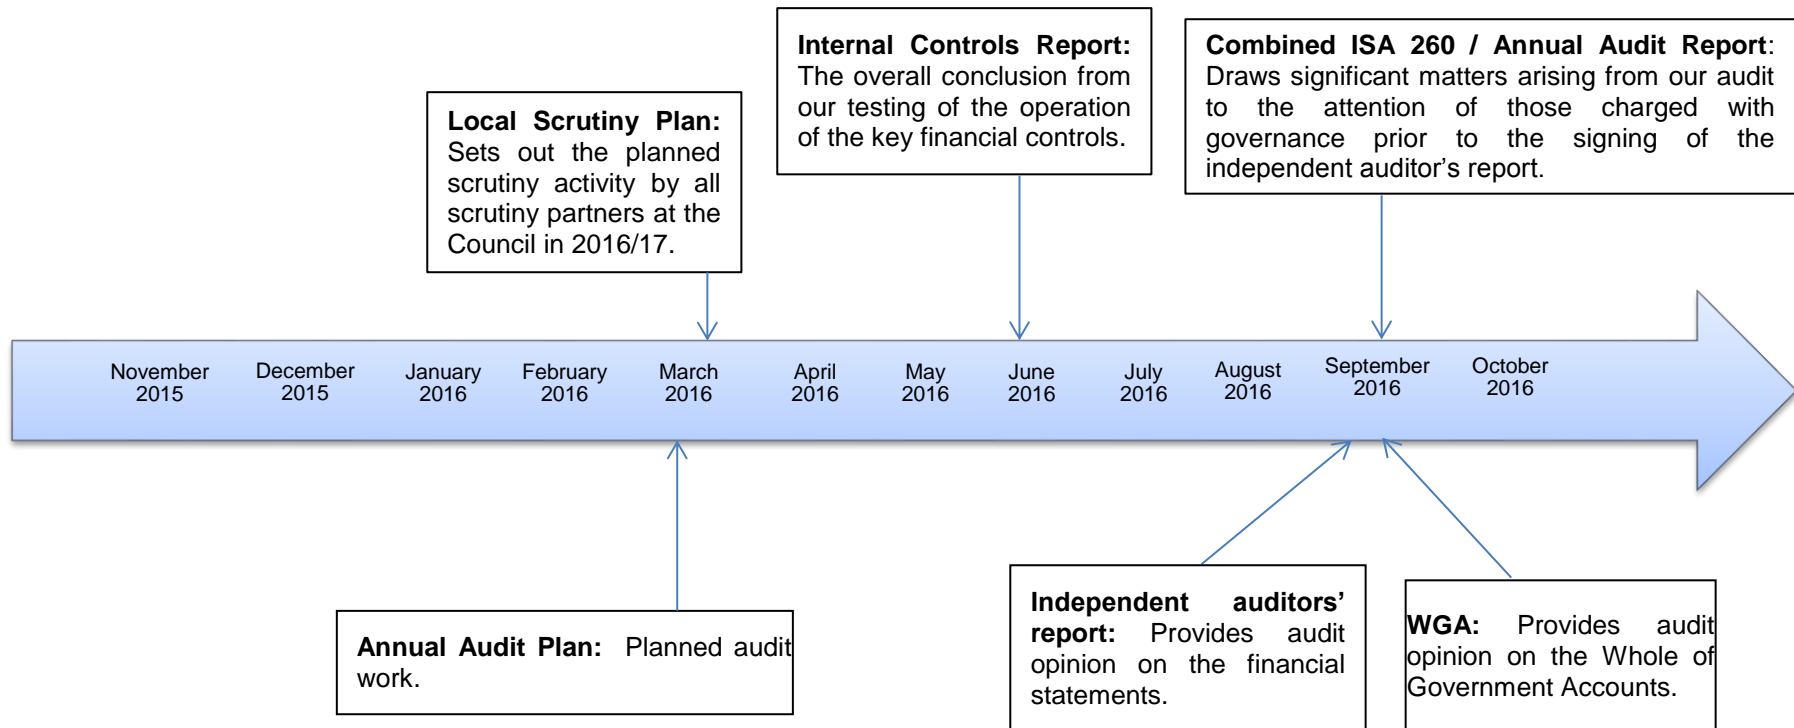 Internal Controls Report:
The overall conclusion from
our testing of the operation
of the key financial controls.
Combined ISA 260 / Annual Audit Report:
Draws significant matters arising from our audit
to the attention of those charged with
governance prior to the signing of the
independent auditor’s report.
Local Scrutiny Plan:
Sets out the planned
scrutiny activity by all
scrutiny partners at the
Council in 2016/17.
November
2015
December
2015
January
2016
February
2016
March
2016
April
2016
May
2016
June
2016
July
2016
August
2016
September
2016
October
2016
Annual Audit Plan: Planned audit
work.
Independent auditors’
report: Provides audit
opinion on the financial
statements.
WGA: Provides audit
opinion on the Whole of
Government Accounts.